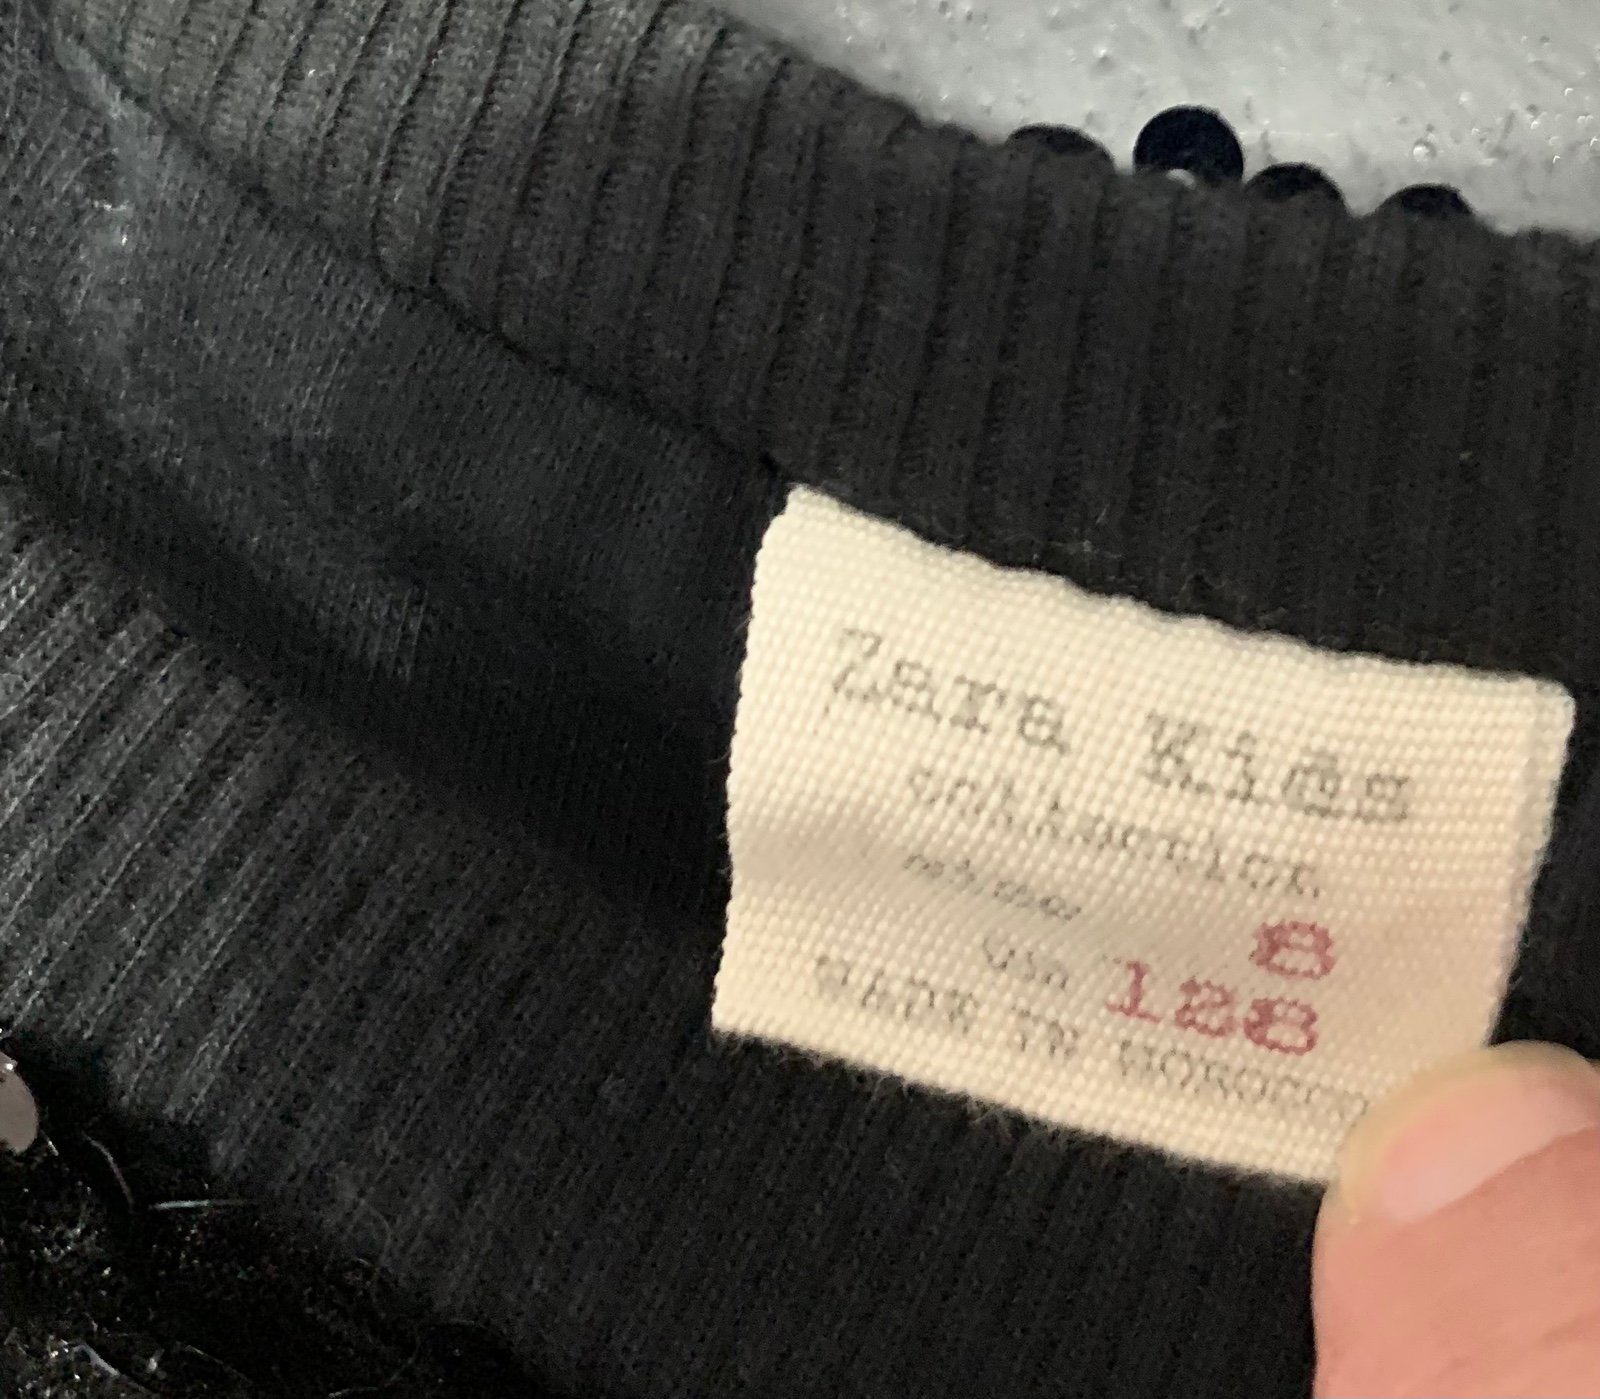 Zara Kids
collection
8
128
MADE IN MOROCCO